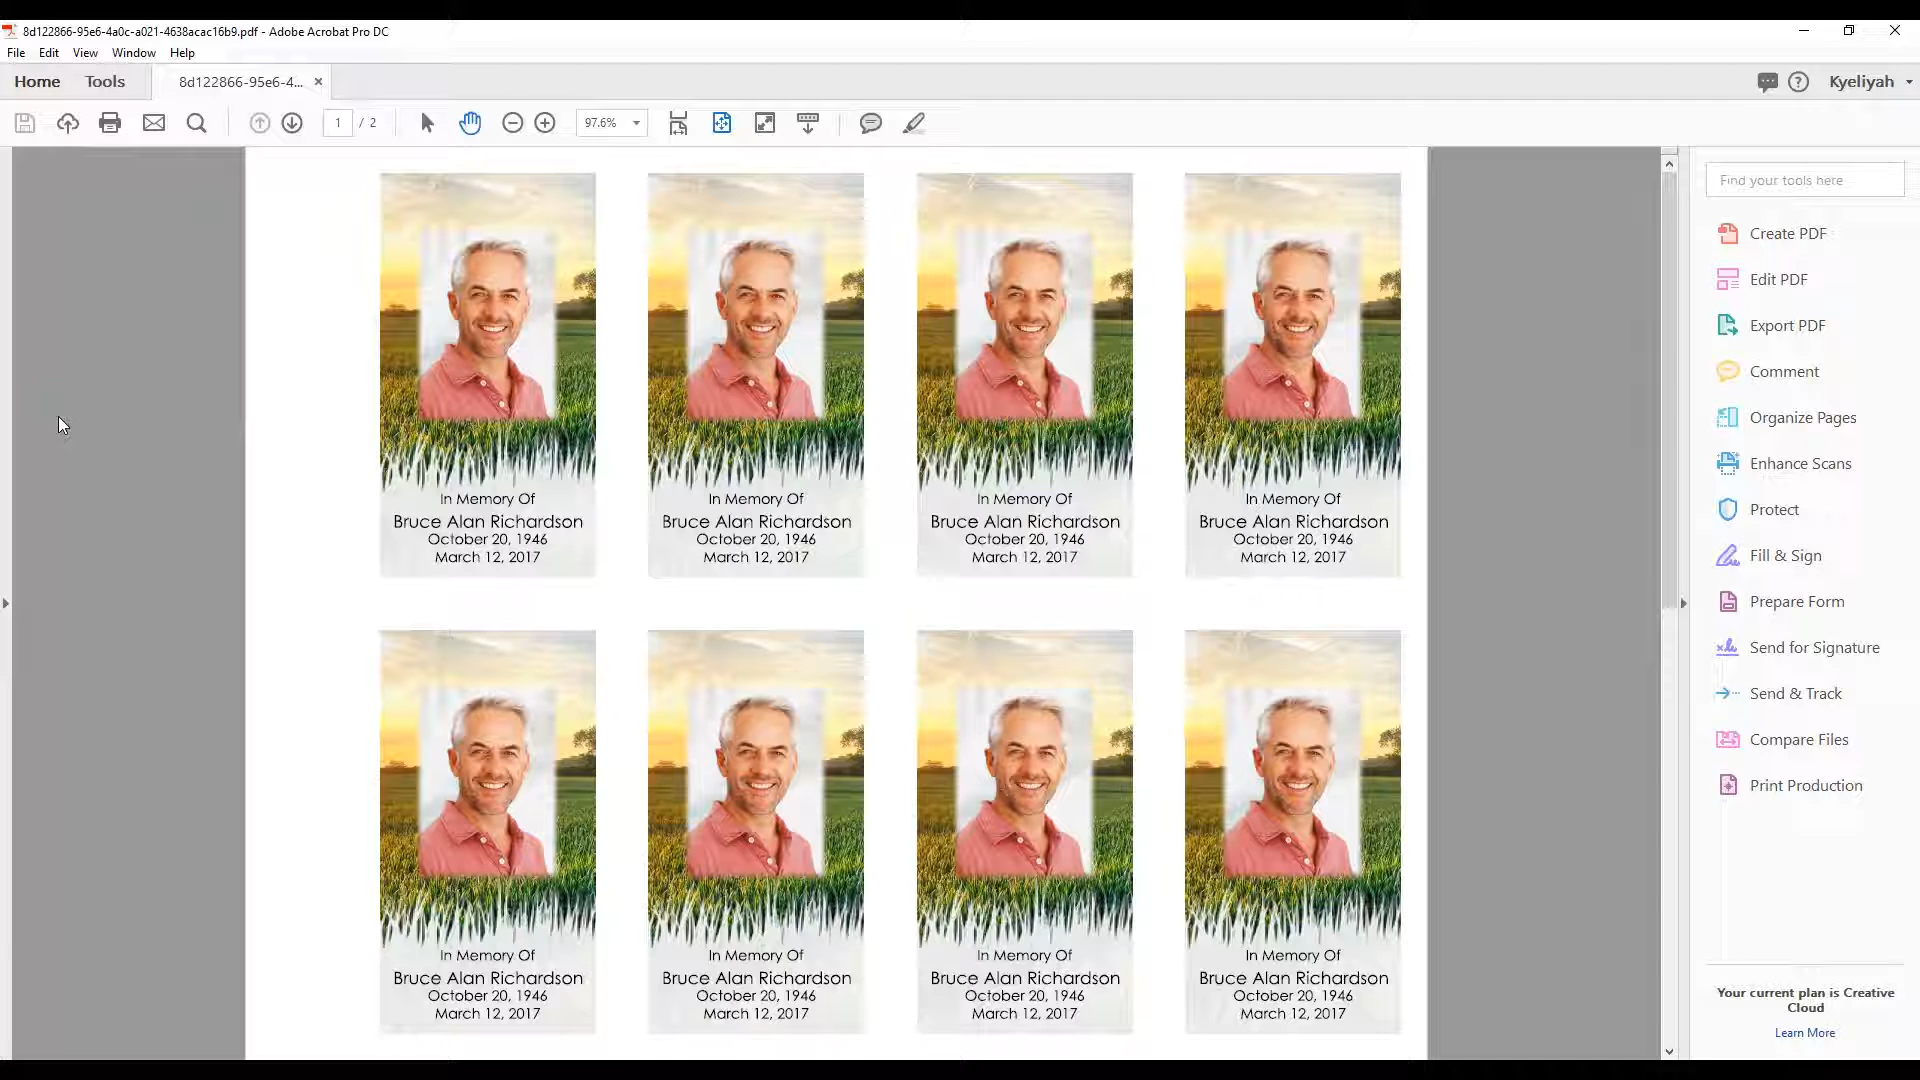 8d122866-95e6-4a0c-a021-4638acac16b9.pdf - Adobe Acrobat Pro DC
File Edit View Window Help
Home Tools 8d122866-95e6-4... Kyeliyah
1 / 2 97.6%
Find your tools here
Create PDF
Edit PDF
Export PDF
Comment
Organize Pages
Enhance Scans
Protect
Fill & Sign
Prepare Form
Send for Signature
Send & Track
Compare Files
Print Production
Your current plan is Creative
Cloud
Learn More
In Memory Of
Bruce Alan Richardson
October 20, 1946
March 12, 2017
In Memory Of
Bruce Alan Richardson
October 20, 1946
March 12, 2017
In Memory Of
Bruce Alan Richardson
October 20, 1946
March 12, 2017
In Memory Of
Bruce Alan Richardson
October 20, 1946
March 12, 2017
In Memory Of
Bruce Alan Richardson
October 20, 1946
March 12, 2017
In Memory Of
Bruce Alan Richardson
October 20, 1946
March 12, 2017
In Memory Of
Bruce Alan Richardson
October 20, 1946
March 12, 2017
In Memory Of
Bruce Alan Richardson
October 20, 1946
March 12, 2017